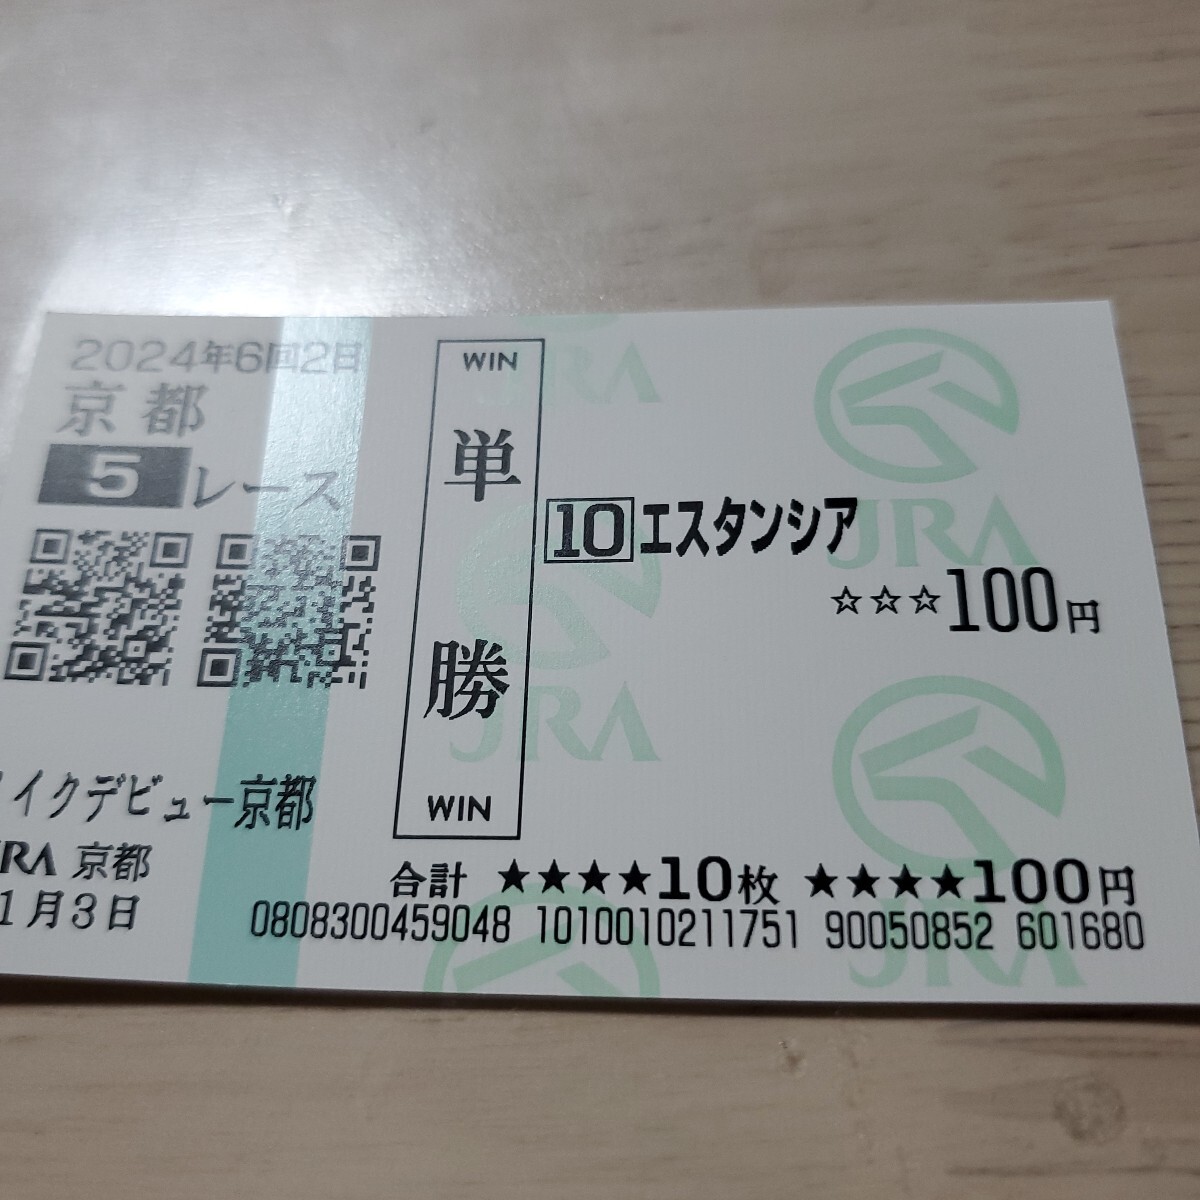 2024年6回2日
京都
5レース
WIN
単勝
WIN
10 エスタンシア
☆☆☆100円
イクデビュー京都
JRA 京都
1月3日
合計 ★★★★10枚 ★★★★100円
0808300459048 1010010211751 90050852 601680
JRA
JRA
JRA
JRA